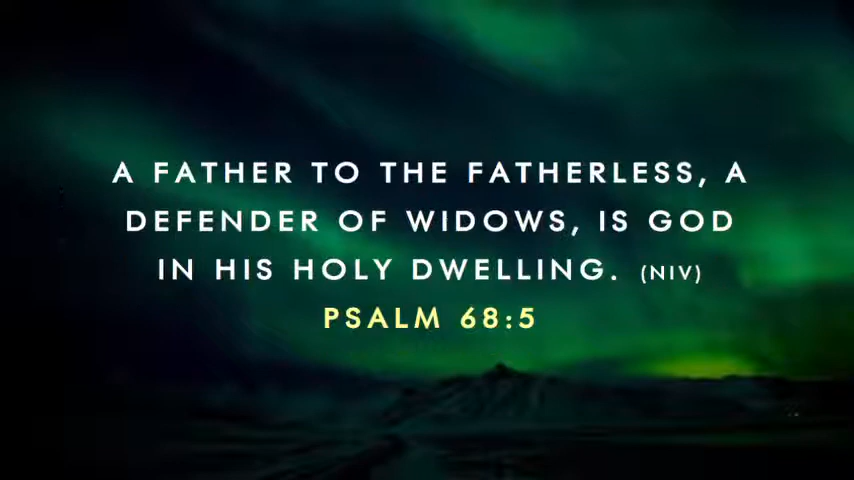 A FATHER TO THE FATHERLESS, A
DEFENDER OF WIDOWS, IS GOD
IN HIS HOLY DWELLING. (NIV)
PSALM 68:5